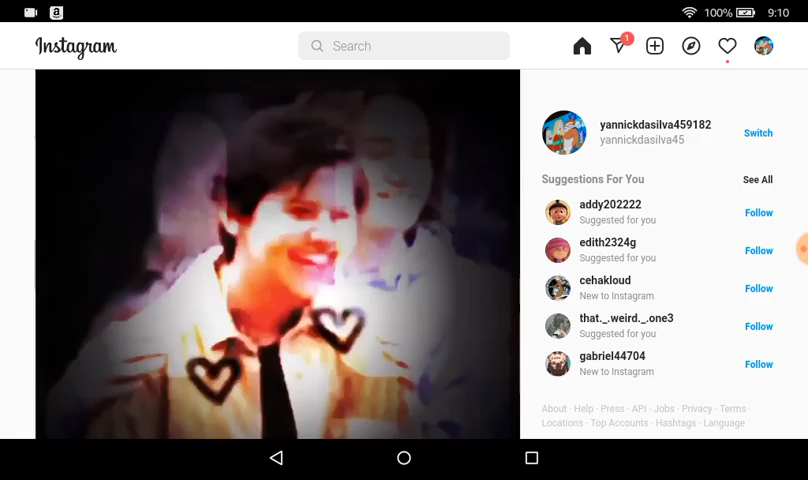 100% 9:10
Instagram
Search
1
yannickdasilva459182
yannickdasilva45
Switch
Suggestions For You
See All
addy202222
Suggested for you
Follow
edith2324g
Suggested for you
Follow
cehakloud
New to Instagram
Follow
that._.weird._.one3
Suggested for you
Follow
gabriel44704
New to Instagram
Follow
About · Help · Press · API · Jobs · Privacy · Terms ·
Locations · Top Accounts · Hashtags · Language